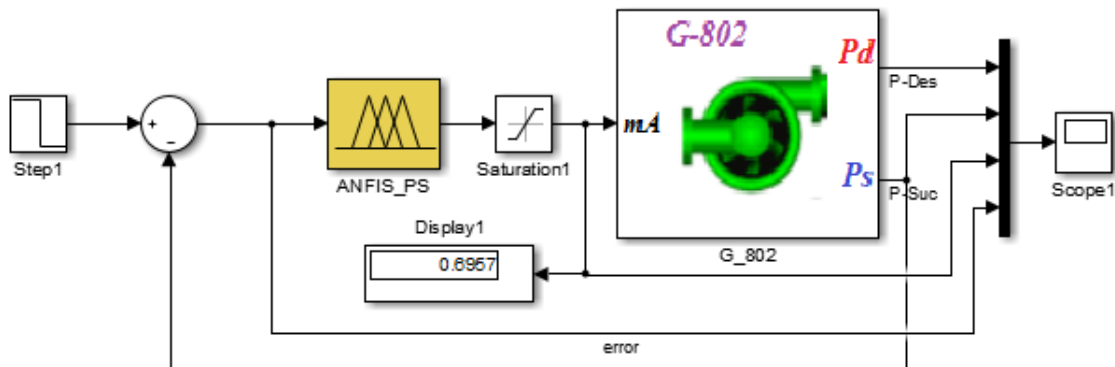 G-802
Pd
P-Des
mA
+
-
Step1
ANFIS_PS
Saturation1
Ps
P-Suc
Scope1
Display1
G_802
0.6957
error